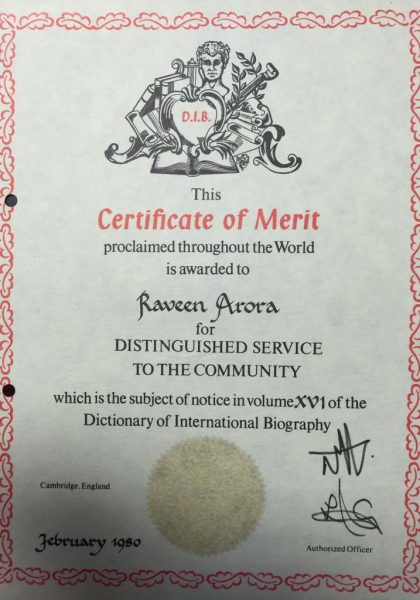 D.I.B.
This
Certificate of Merit
proclaimed throughout the World
is awarded to
Raveen Arora
for
DISTINGUISHED SERVICE
TO THE COMMUNITY
which is the subject of notice in volume XVI of the
Dictionary of International Biography
Cambridge, England
February 1980
Authorized Officer